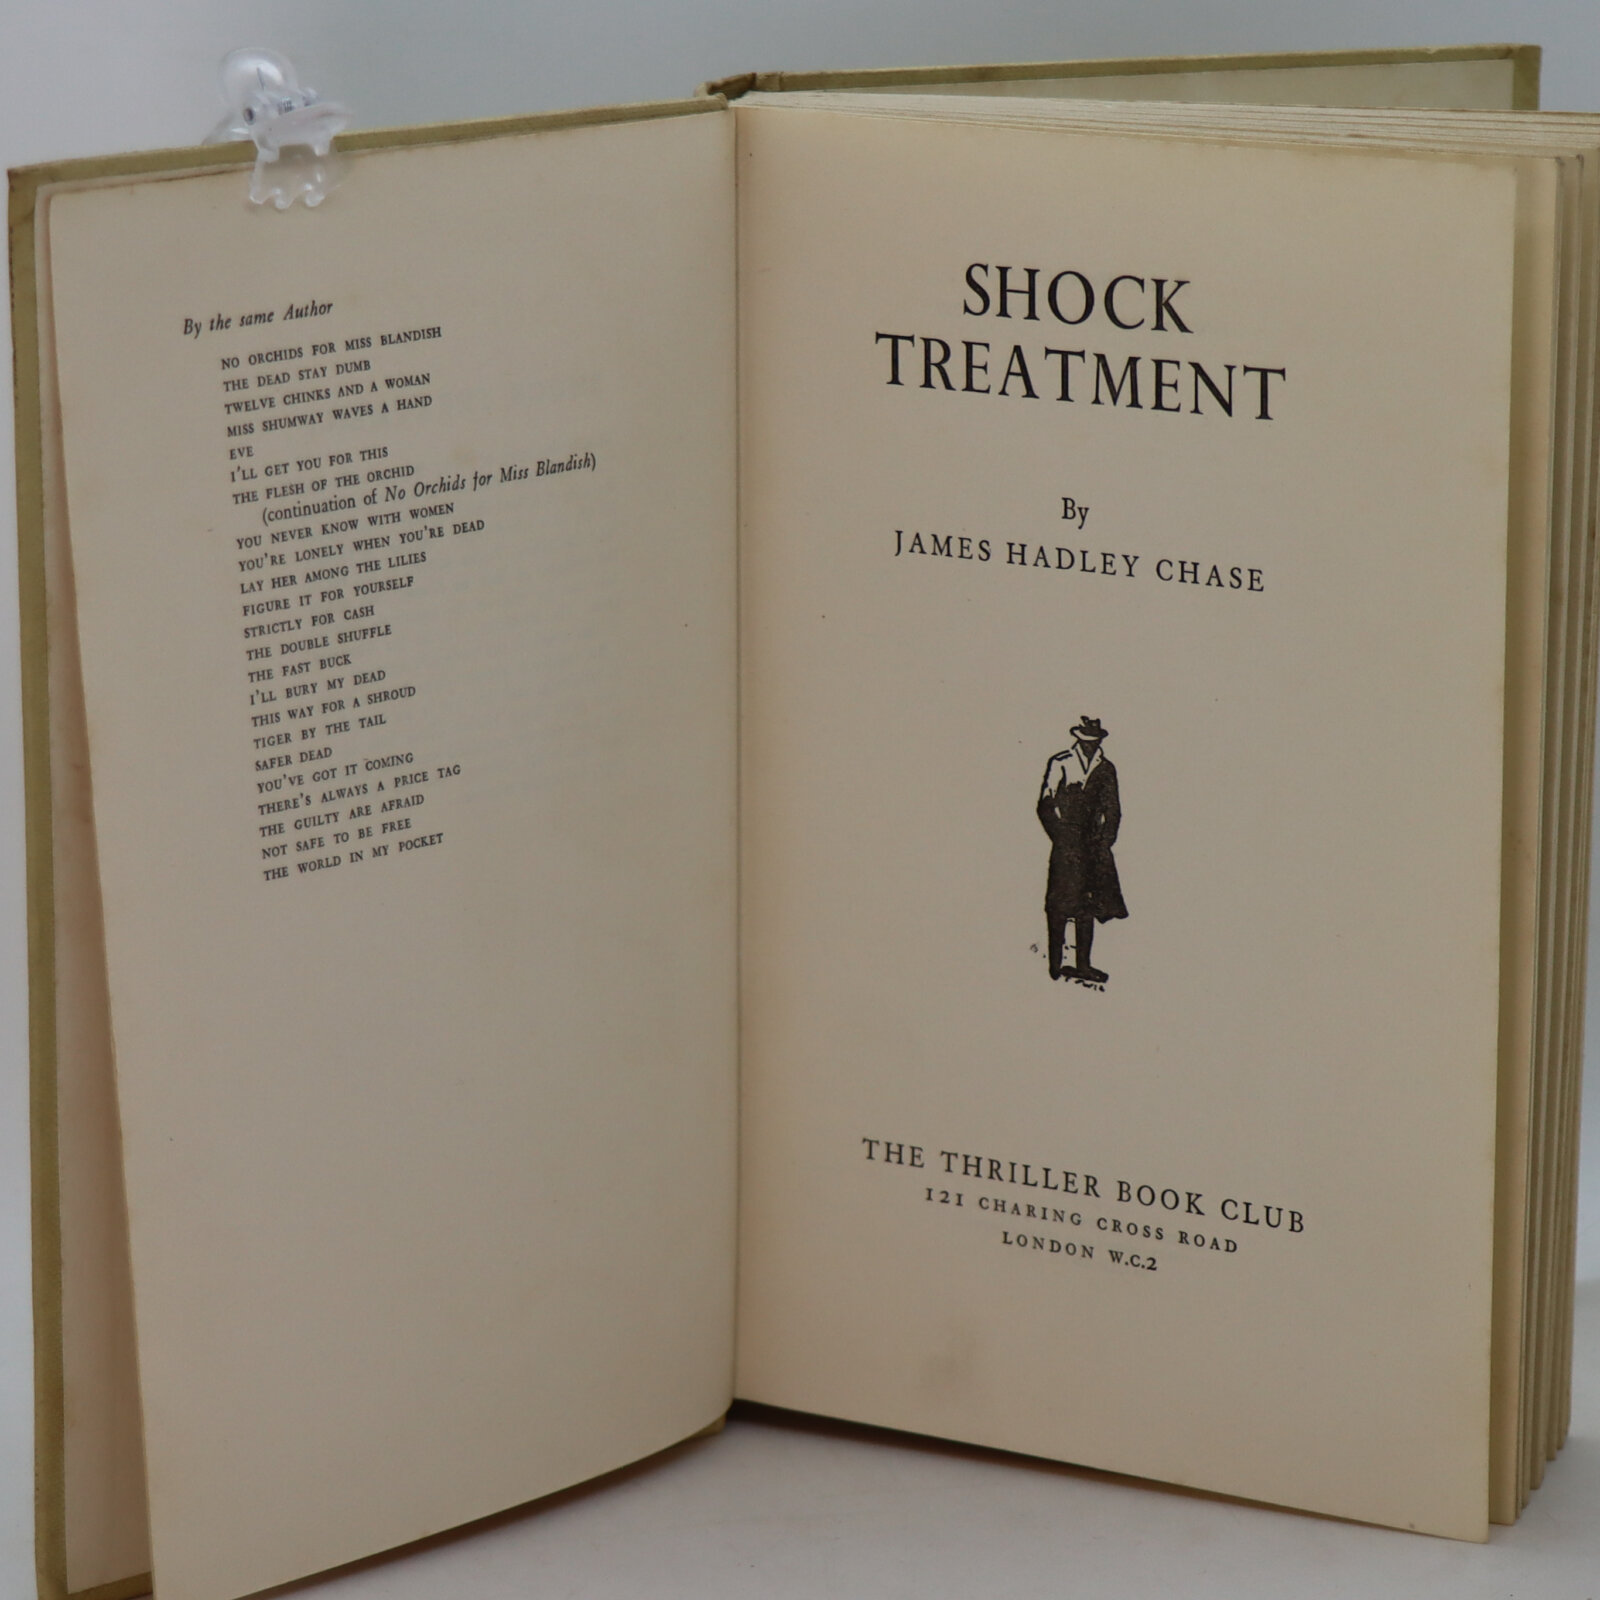 By the same Author
NO ORCHIDS FOR MISS BLANDISH
THE DEAD STAY DUMB
TWELVE CHINKS AND A WOMAN
MISS SHUMWAY WAVES A HAND
EVE
I'LL GET YOU FOR THIS
THE FLESH OF THE ORCHID
(continuation of No Orchids for Miss Blandish)
YOU NEVER KNOW WITH WOMEN
YOU'RE LONELY WHEN YOU'RE DEAD
LAY HER AMONG THE LILIES
FIGURE IT FOR YOURSELF
STRICTLY FOR CASH
THE DOUBLE SHUFFLE
THE FAST BUCK
I'LL BURY MY DEAD
THIS WAY FOR A SHROUD
TIGER BY THE TAIL
SAFER DEAD
YOU'VE GOT IT COMING
THERE'S ALWAYS A PRICE TAG
THE GUILTY ARE AFRAID
NOT SAFE TO BE FREE
THE WORLD IN MY POCKET
SHOCK
TREATMENT
By
JAMES HADLEY CHASE
THE THRILLER BOOK CLUB
121 CHARING CROSS ROAD
LONDON W.C.2